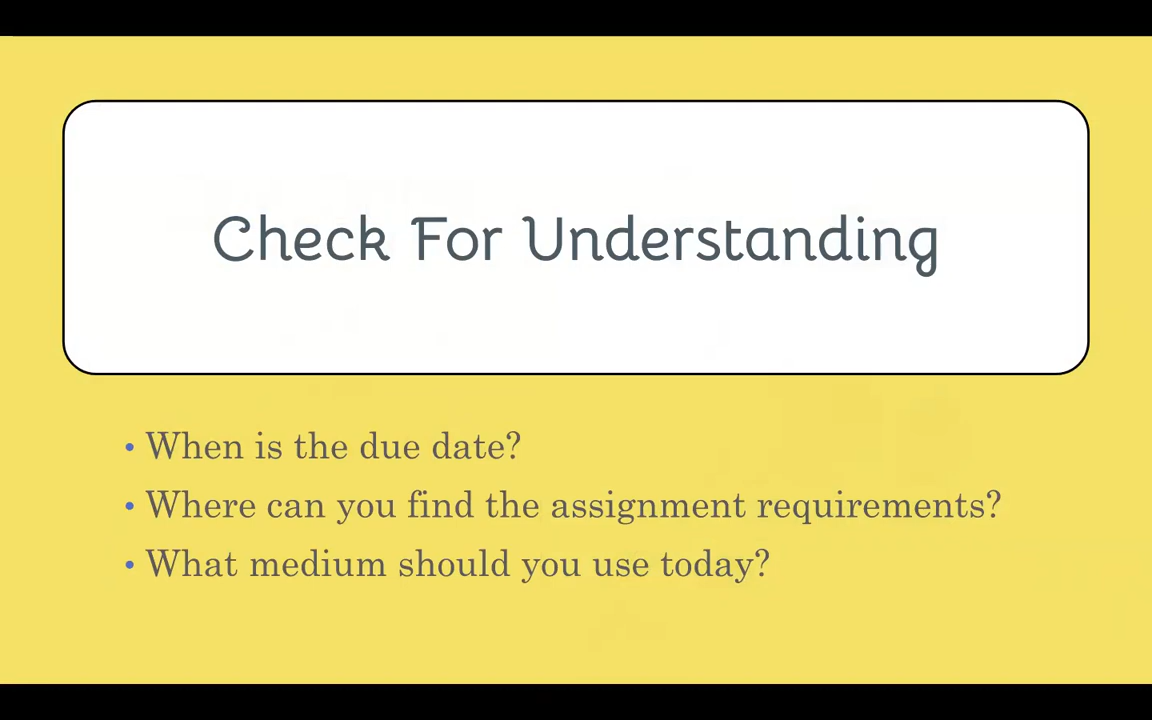 Check For Understanding
• When is the due date?
• Where can you find the assignment requirements?
• What medium should you use today?